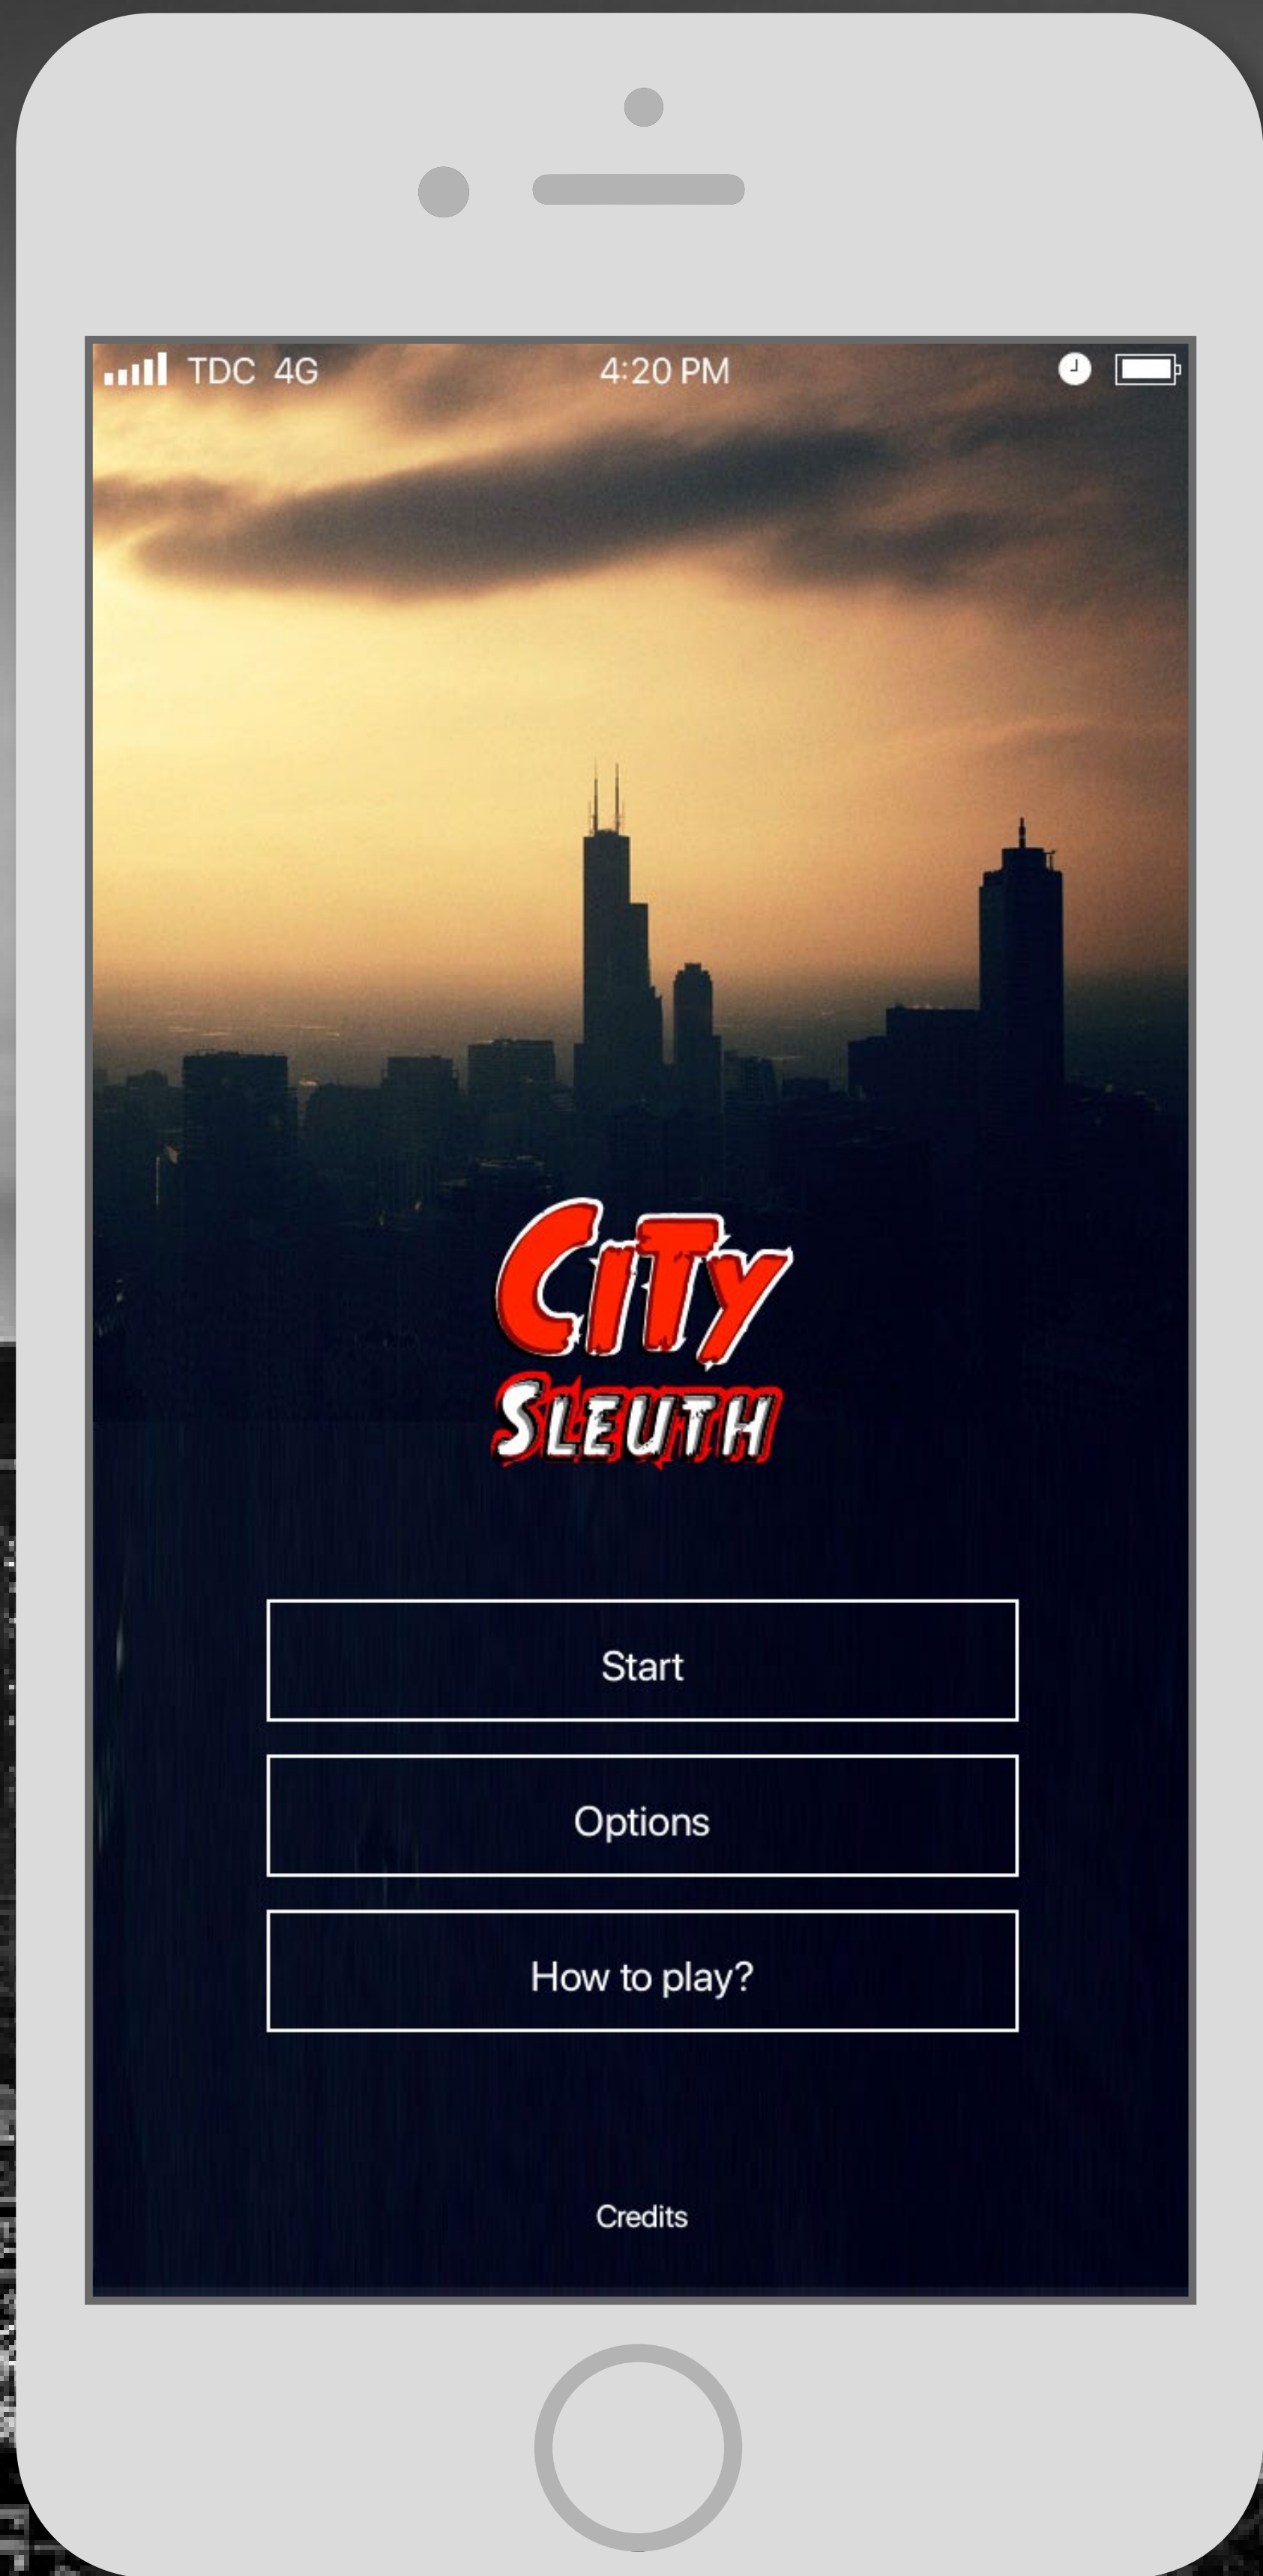 TDC 4G 4:20 PM
CiTy
SLEUTH
Start
Options
How to play?
Credits